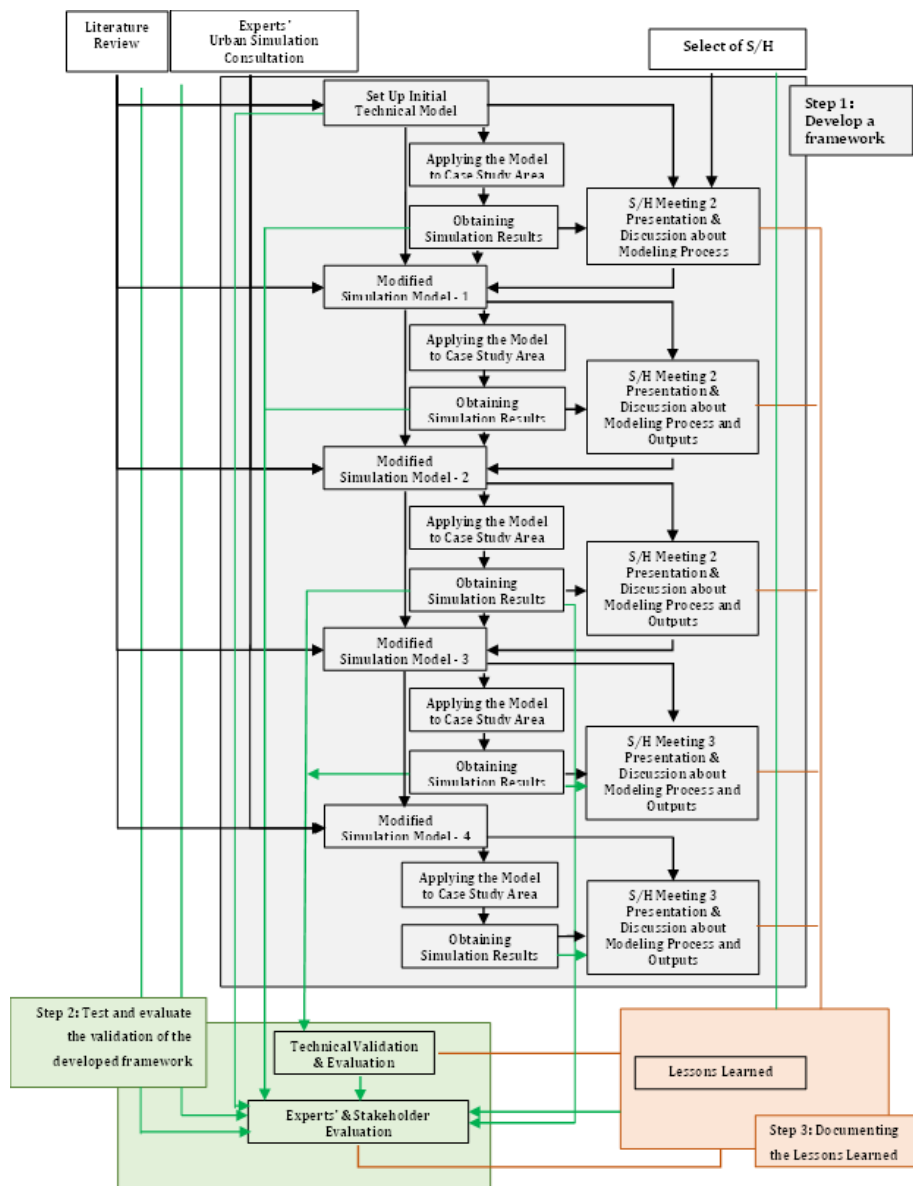 Literature
Review
Experts'
Urban Simulation
Consultation
Select of S/H
Step 1:
Develop a
framework
Set Up Initial
Technical Model
Applying the Model
to Case Study Area
Obtaining
Simulation Results
S/H Meeting 2
Presentation &
Discussion about
Modeling Process
Modified
Simulation Model - 1
Applying the Model
to Case Study Area
Obtaining
Simulation Results
S/H Meeting 2
Presentation &
Discussion about
Modeling Process and
Outputs
Modified
Simulation Model - 2
Applying the Model
to Case Study Area
Obtaining
Simulation Results
S/H Meeting 2
Presentation &
Discussion about
Modeling Process and
Outputs
Modified
Simulation Model - 3
Applying the Model
to Case Study Area
Obtaining
Simulation Results
S/H Meeting 3
Presentation &
Discussion about
Modeling Process and
Outputs
Modified
Simulation Model - 4
Applying the Model
to Case Study Area
Obtaining
Simulation Results
S/H Meeting 3
Presentation &
Discussion about
Modeling Process and
Outputs
Step 2: Test and evaluate
the validation of the
developed framework
Technical Validation
& Evaluation
Experts' & Stakeholder
Evaluation
Lessons Learned
Step 3: Documenting
the Lessons Learned